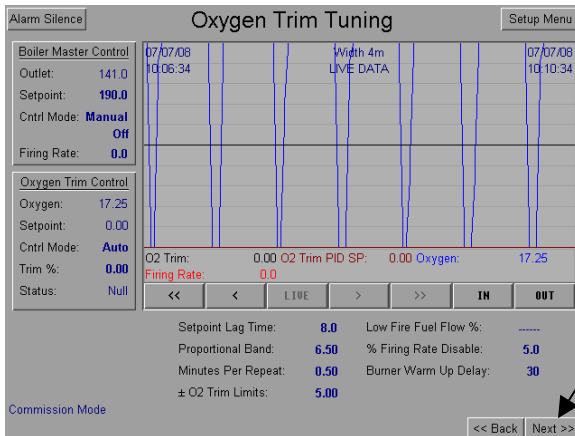 Alarm Silence
Oxygen Trim Tuning
Setup Menu
Boiler Master Control
Outlet: 141.0
Setpoint: 190.0
Cntrl Mode: Manual
Off
Firing Rate: 0.0
Oxygen Trim Control
Oxygen: 17.25
Setpoint: 0.00
Cntrl Mode: Auto
Trim %: 0.00
Status: Null
07/07/08 Width 4m 07/07/08
10:06:34 LIVE DATA 10:10:34
O2 Trim: 0.00 O2 Trim PID SP: 0.00 Oxygen: 17.25
Firing Rate: 0.0
<< < LIVE > >> IN OUT
Setpoint Lag Time: 8.0 Low Fire Fuel Flow %: ------
Proportional Band: 6.50 % Firing Rate Disable: 5.0
Minutes Per Repeat: 0.50 Burner Warm Up Delay: 30
± O2 Trim Limits: 5.00
Commission Mode
<< Back Next >>